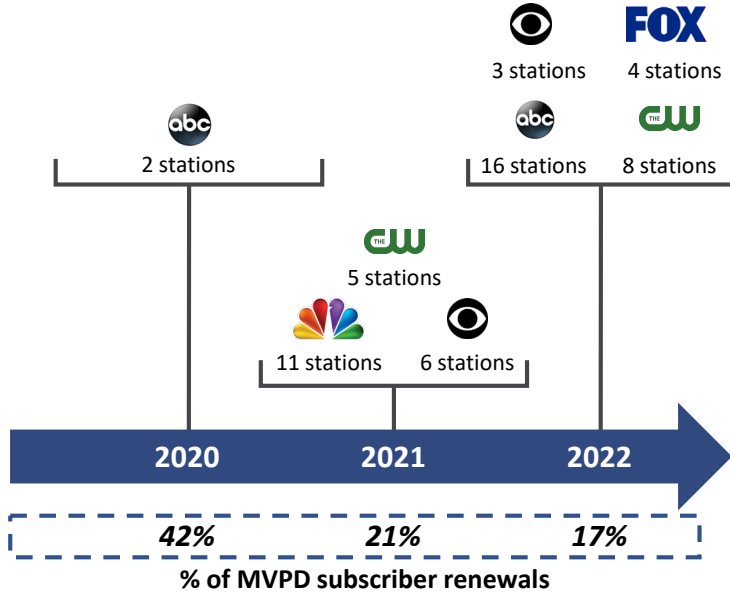 FOX
3 stations 4 stations
abc
THE CW
16 stations 8 stations
abc
2 stations
THE CW
5 stations
11 stations 6 stations
2020 2021 2022
42% 21% 17%
% of MVPD subscriber renewals